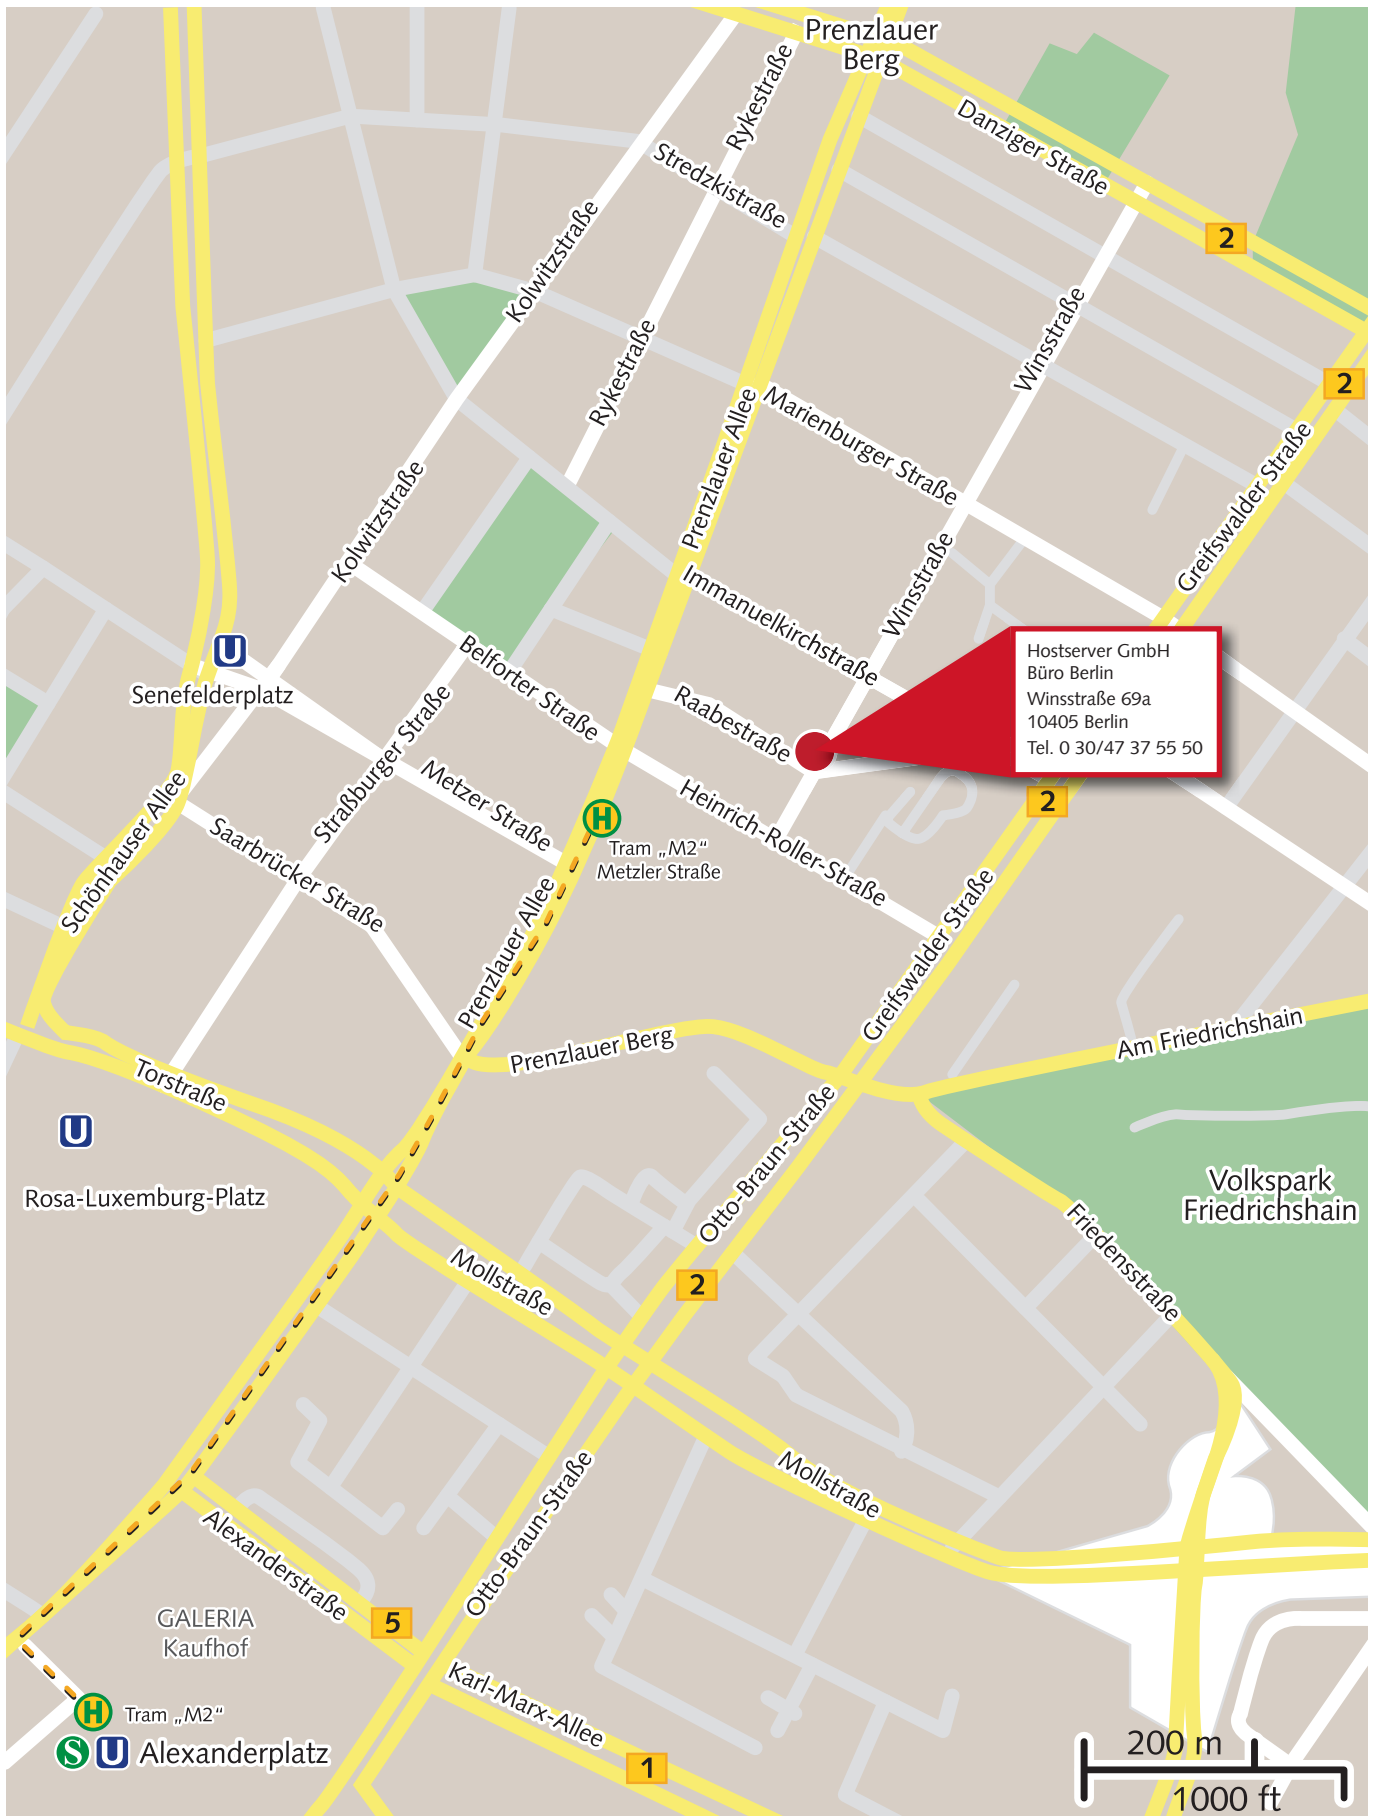 Prenzlauer
Berg
Rykestraße
Danziger Straße
Stredzkistraße
Kolwitzstraße
2
Winsstraße
Rykestraße
2
Prenzlauer Allee
Marienburger Straße
Greifswalder Straße
Kolwitzstraße
Winsstraße
Immanuelkirchstraße
U
Senefelderplatz
Belforter Straße
Raabestraße
Hostserver GmbH
Büro Berlin
Winsstraße 69a
10405 Berlin
Tel. 0 30/47 37 55 50
Straßburger Straße
Metzer Straße
Schönhauser Allee
Saarbrücker Straße
H
Tram „M2“
Metzler Straße
Heinrich-Roller-Straße
2
Prenzlauer Allee
Greifswalder Straße
Prenzlauer Berg
Am Friedrichshain
Torstraße
U
Rosa-Luxemburg-Platz
Otto-Braun-Straße
Volkspark
Friedrichshain
Friedensstraße
Mollstraße
2
Mollstraße
Otto-Braun-Straße
Alexanderstraße
5
GALERIA
Kaufhof
Karl-Marx-Allee
H
Tram „M2“
S U Alexanderplatz
1
200 m
1000 ft